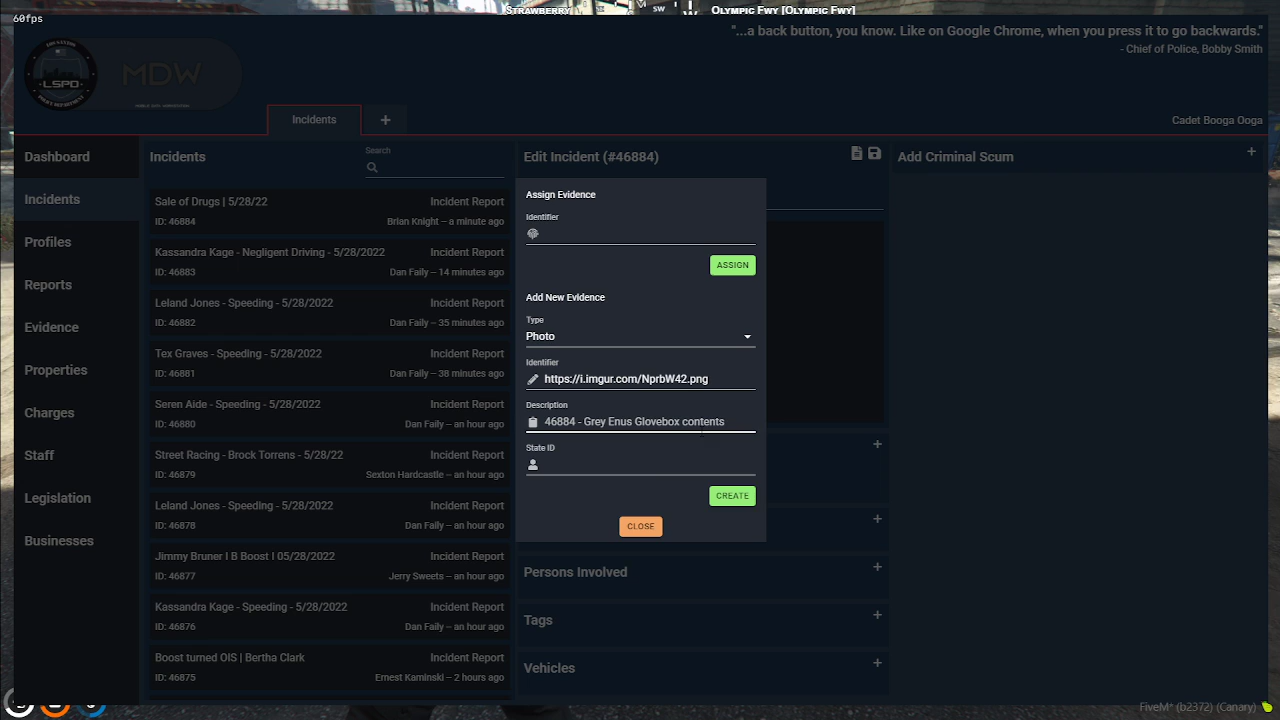 60fps
STRAWBERRY
SW
OLYMPIC FWY [OLYMPIC FWY]
"...a back button, you know. Like on Google Chrome, when you press it to go backwards."
- Chief of Police, Bobby Smith
LSPD
MDW
Incidents
Cadet Booga Ooga
Dashboard
Incidents
Profiles
Reports
Evidence
Properties
Charges
Staff
Legislation
Businesses
Incidents
Search
Sale of Drugs | 5/28/22
Incident Report
ID: 46884
Brian Knight – a minute ago
Kassandra Kage - Negligent Driving - 5/28/2022
Incident Report
ID: 46883
Dan Faily – 14 minutes ago
Leland Jones - Speeding - 5/28/2022
Incident Report
ID: 46882
Dan Faily – 35 minutes ago
Tex Graves - Speeding - 5/28/2022
Incident Report
ID: 46881
Dan Faily – 38 minutes ago
Seren Aide - Speeding - 5/28/2022
Incident Report
ID: 46880
Dan Faily – an hour ago
Street Racing - Brock Torrens - 5/28/22
Incident Report
ID: 46879
Sexton Hardcastle – an hour ago
Leland Jones - Speeding - 5/28/2022
Incident Report
ID: 46878
Dan Faily – an hour ago
Jimmy Bruner I B Boost I 05/28/2022
Incident Report
ID: 46877
Jerry Sweets – an hour ago
Kassandra Kage - Speeding - 5/28/2022
Incident Report
ID: 46876
Dan Faily – an hour ago
Boost turned OIS | Bertha Clark
Incident Report
ID: 46875
Ernest Kaminski – 2 hours ago
Edit Incident (#46884)
Assign Evidence
Identifier
ASSIGN
Add New Evidence
Type
Photo
Identifier
https://i.imgur.com/NprbW42.png
Description
46884 - Grey Enus Glovebox contents
State ID
CREATE
CLOSE
Persons Involved
Tags
Vehicles
Add Criminal Scum
FiveM* (b2372) (Canary)